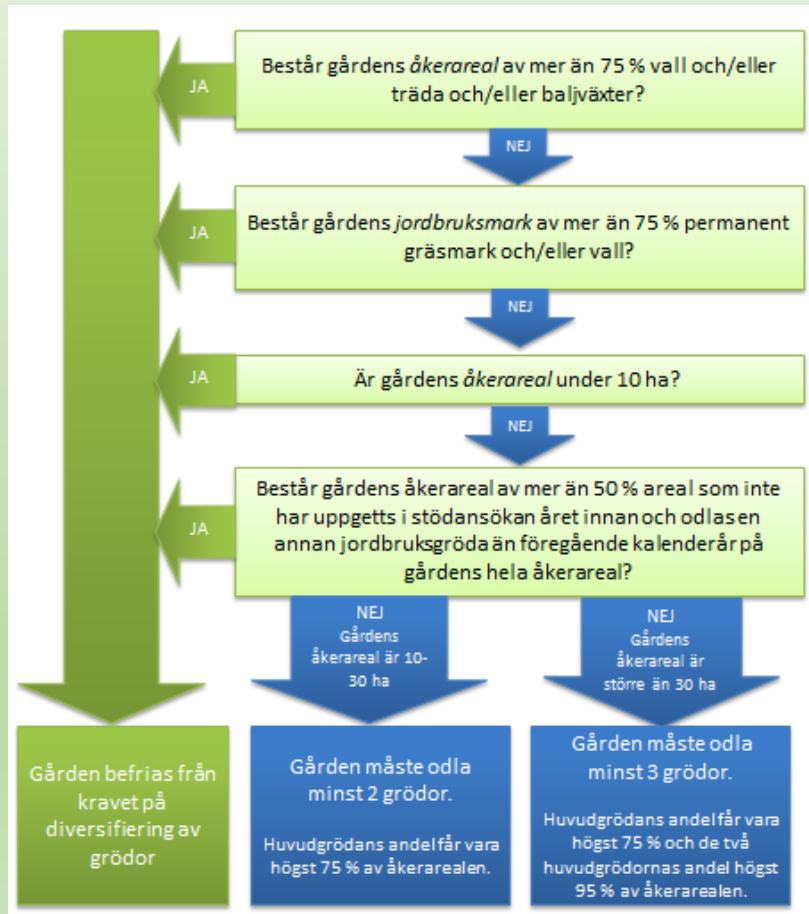 Består gårdens åkerareal av mer än 75 % vall och/eller
träda och/eller baljväxter?
JA
NEJ
Består gårdens jordbruksmark av mer än 75 % permanent
gräsmark och/eller vall?
JA
NEJ
Är gårdens åkerareal under 10 ha?
JA
NEJ
Består gårdens åkerareal av mer än 50 % areal som inte
har uppgetts i stödansökan året innan och odlas en
annan jordbruksgröda än föregående kalenderår på
gårdens hela åkerareal?
JA
NEJ
Gårdens
åkerareal är 10-
30 ha
NEJ
Gårdens
åkerareal är
större än 30 ha
Gården befrias från
kravet på
diversifiering av
grödor
Gården måste odla
minst 2 grödor.
Huvudgrödans andel får vara
högst 75 % av åkerarealen.
Gården måste odla
minst 3 grödor.
Huvudgrödans andel får vara
högst 75 % och de två
huvudgrödornas andel högst
95 % av åkerarealen.